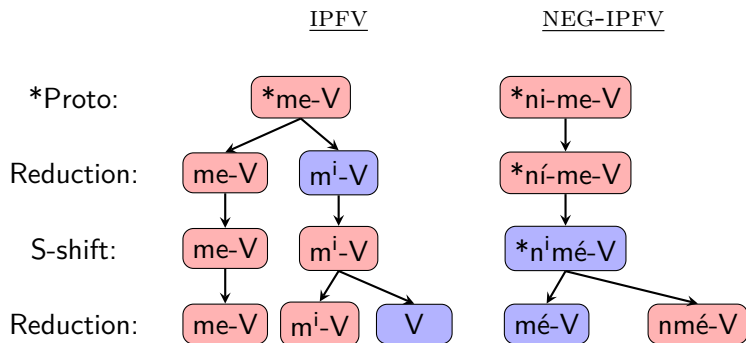 IPFV NEG-IPFV
*Proto: *me-V *ni-me-V
Reduction: me-V mⁱ-V *ní-me-V
S-shift: me-V mⁱ-V *nⁱmé-V
Reduction: me-V mⁱ-V V mé-V nmé-V